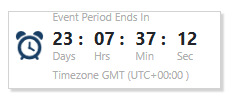 Event Period Ends In
23 : 07 : 37 : 12
Days Hrs Min Sec
Timezone GMT (UTC+00:00 )